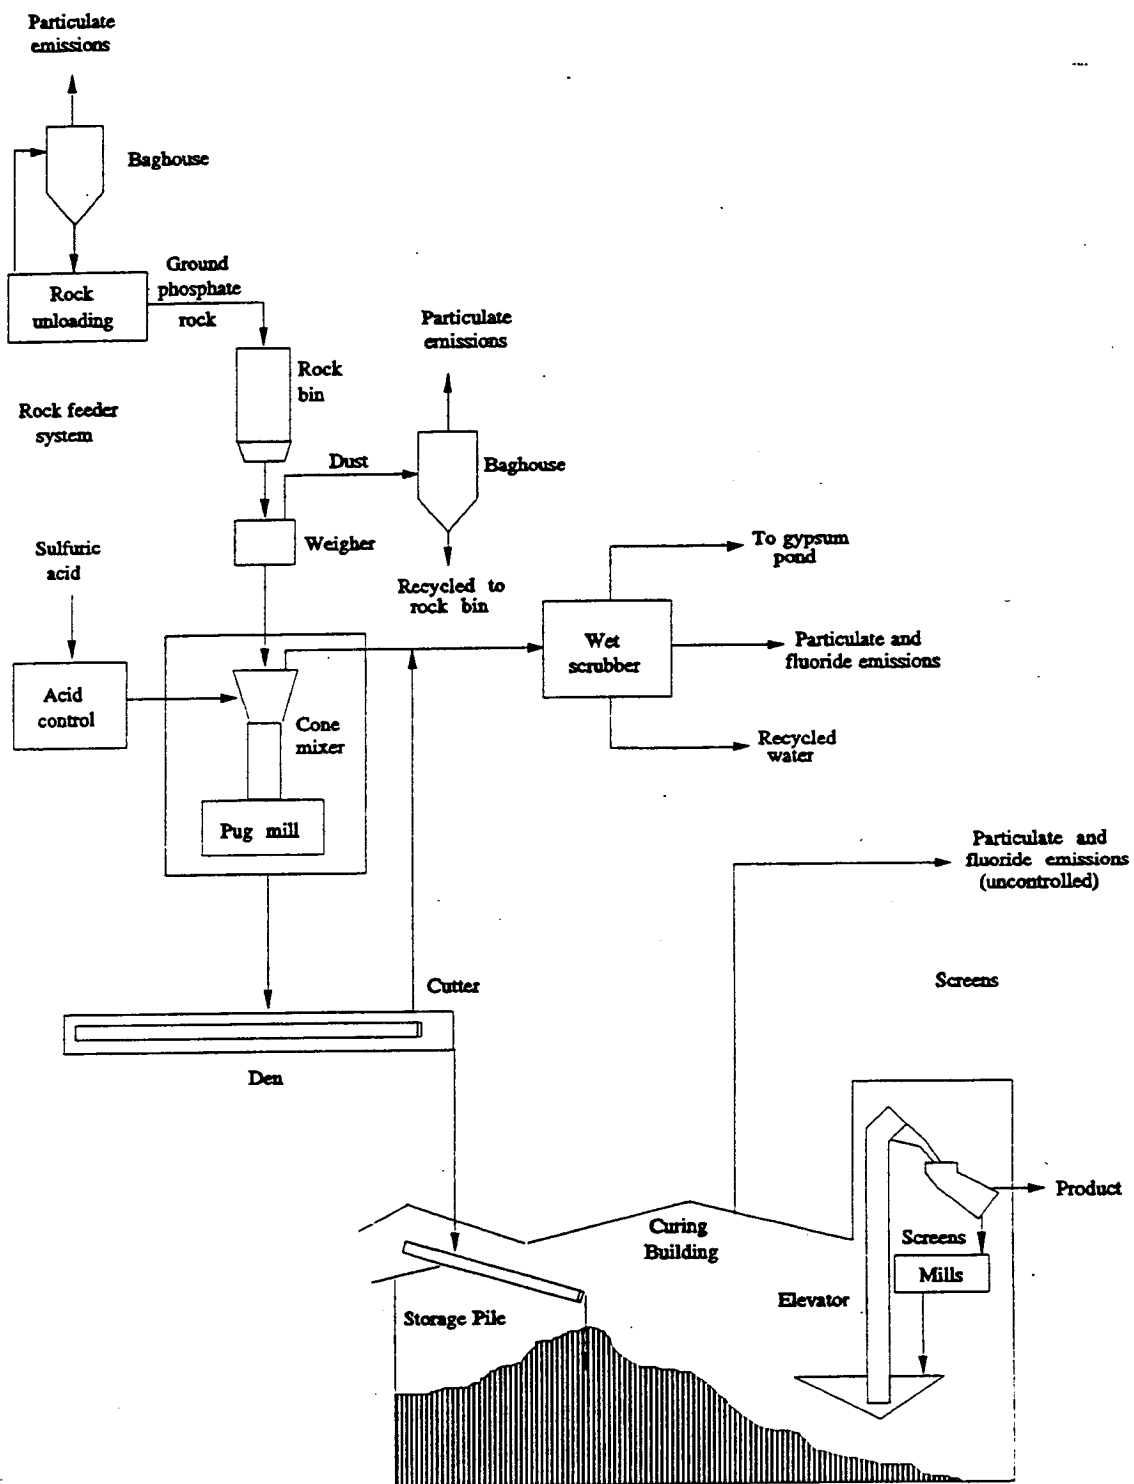 Particulate
emissions
Baghouse
Rock
unloading
Ground
phosphate
rock
Particulate
emissions
Rock
bin
Rock feeder
system
Dust
Baghouse
Weigher
Sulfuric
acid
Recycled to
rock bin
To gypsum
pond
Wet
scrubber
Particulate and
fluoride emissions
Acid
control
Cone
mixer
Recycled
water
Pug mill
Particulate and
fluoride emissions
(uncontrolled)
Cutter
Screens
Den
Product
Curing
Building
Screens
Mills
Elevator
Storage Pile